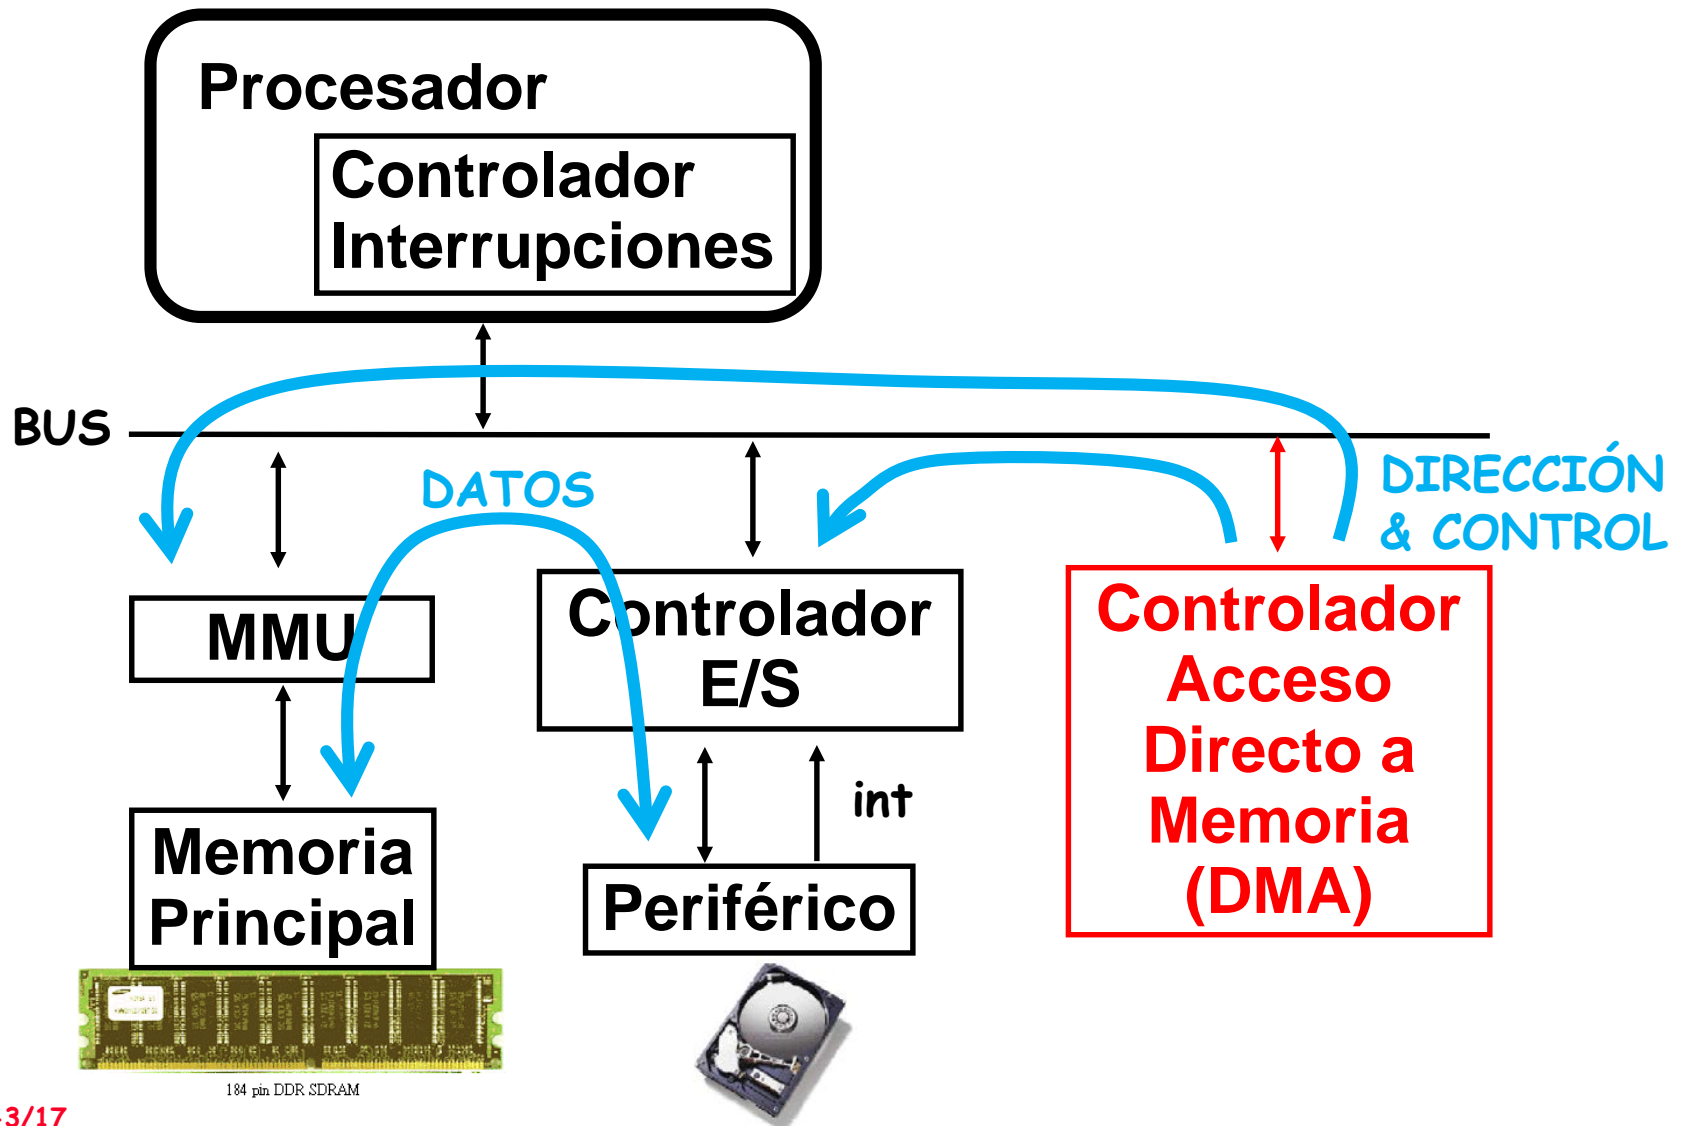 Procesador
Controlador
Interrupciones
BUS
DATOS
DIRECCIÓN
& CONTROL
MMU
Controlador
E/S
Controlador
Acceso
Directo a
Memoria
(DMA)
int
Memoria
Principal
Periférico
184 pin DDR SDRAM
3/17